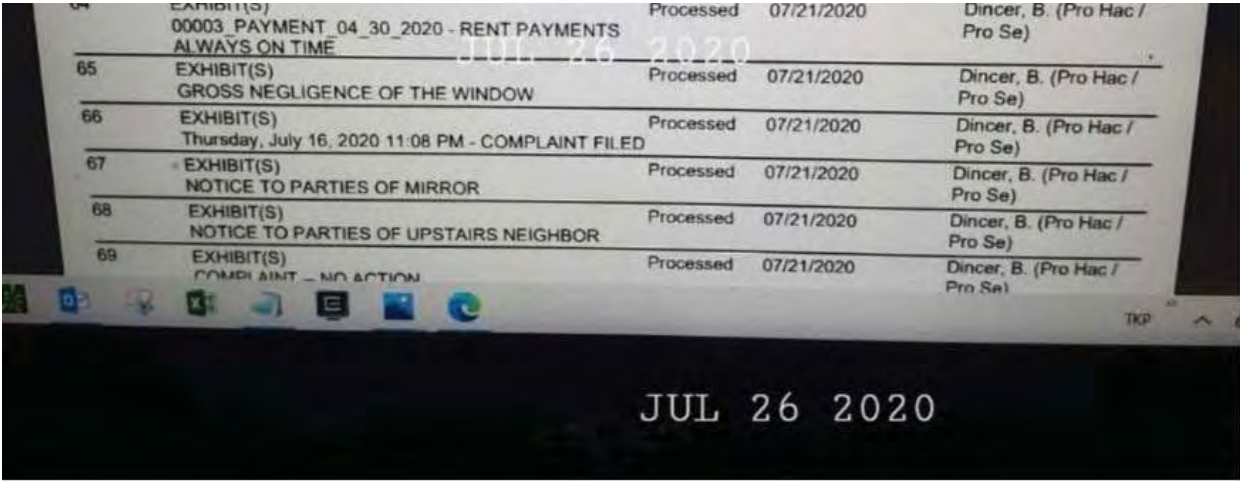 64 EXHIBIT(S) Processed 07/21/2020 Dincer, B. (Pro Hac /
00003_PAYMENT_04_30_2020 - RENT PAYMENTS Pro Se)
ALWAYS ON TIME
JUL 26 2020
65 EXHIBIT(S) Processed 07/21/2020 Dincer, B. (Pro Hac /
GROSS NEGLIGENCE OF THE WINDOW Pro Se)
66 EXHIBIT(S) Processed 07/21/2020 Dincer, B. (Pro Hac /
Thursday, July 16, 2020 11:08 PM - COMPLAINT FILED Pro Se)
67 EXHIBIT(S) Processed 07/21/2020 Dincer, B. (Pro Hac /
NOTICE TO PARTIES OF MIRROR Pro Se)
68 EXHIBIT(S) Processed 07/21/2020 Dincer, B. (Pro Hac /
NOTICE TO PARTIES OF UPSTAIRS NEIGHBOR Pro Se)
69 EXHIBIT(S) Processed 07/21/2020 Dincer, B. (Pro Hac /
COMPLAINT – NO ACTION Pro Se)
TKP
JUL 26 2020